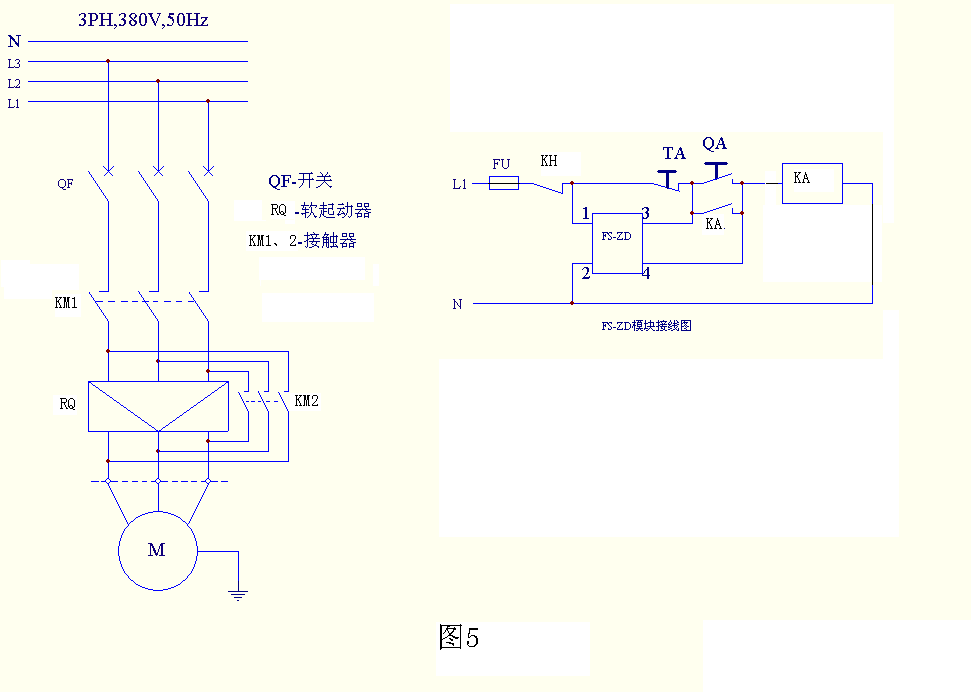 3PH,380V,50Hz
N
L3
L2
L1
QF
QF-开关
RQ -软起动器
KM1、2-接触器
KM1
RQ
KM2
M
FU
KH
TA
QA
L1
KA
1
3
FS-ZD
KA.
2
4
N
FS-ZD模块接线图
图5